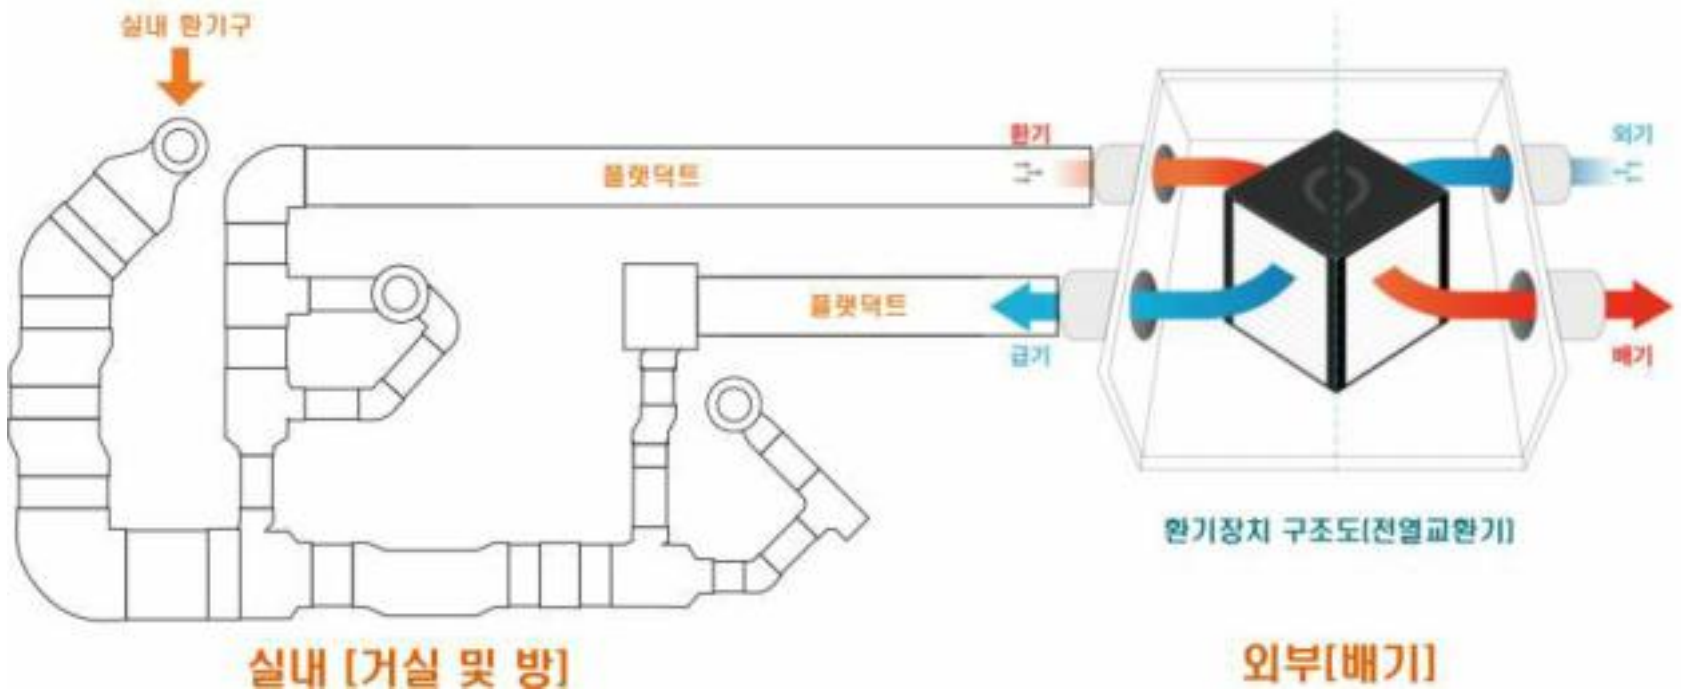 실내 환기구
환기
외기
플랫덕트
플랫덕트
급기
배기
환기장치 구조도(전열교환기)
실내 [거실 및 방]
외부[배기]